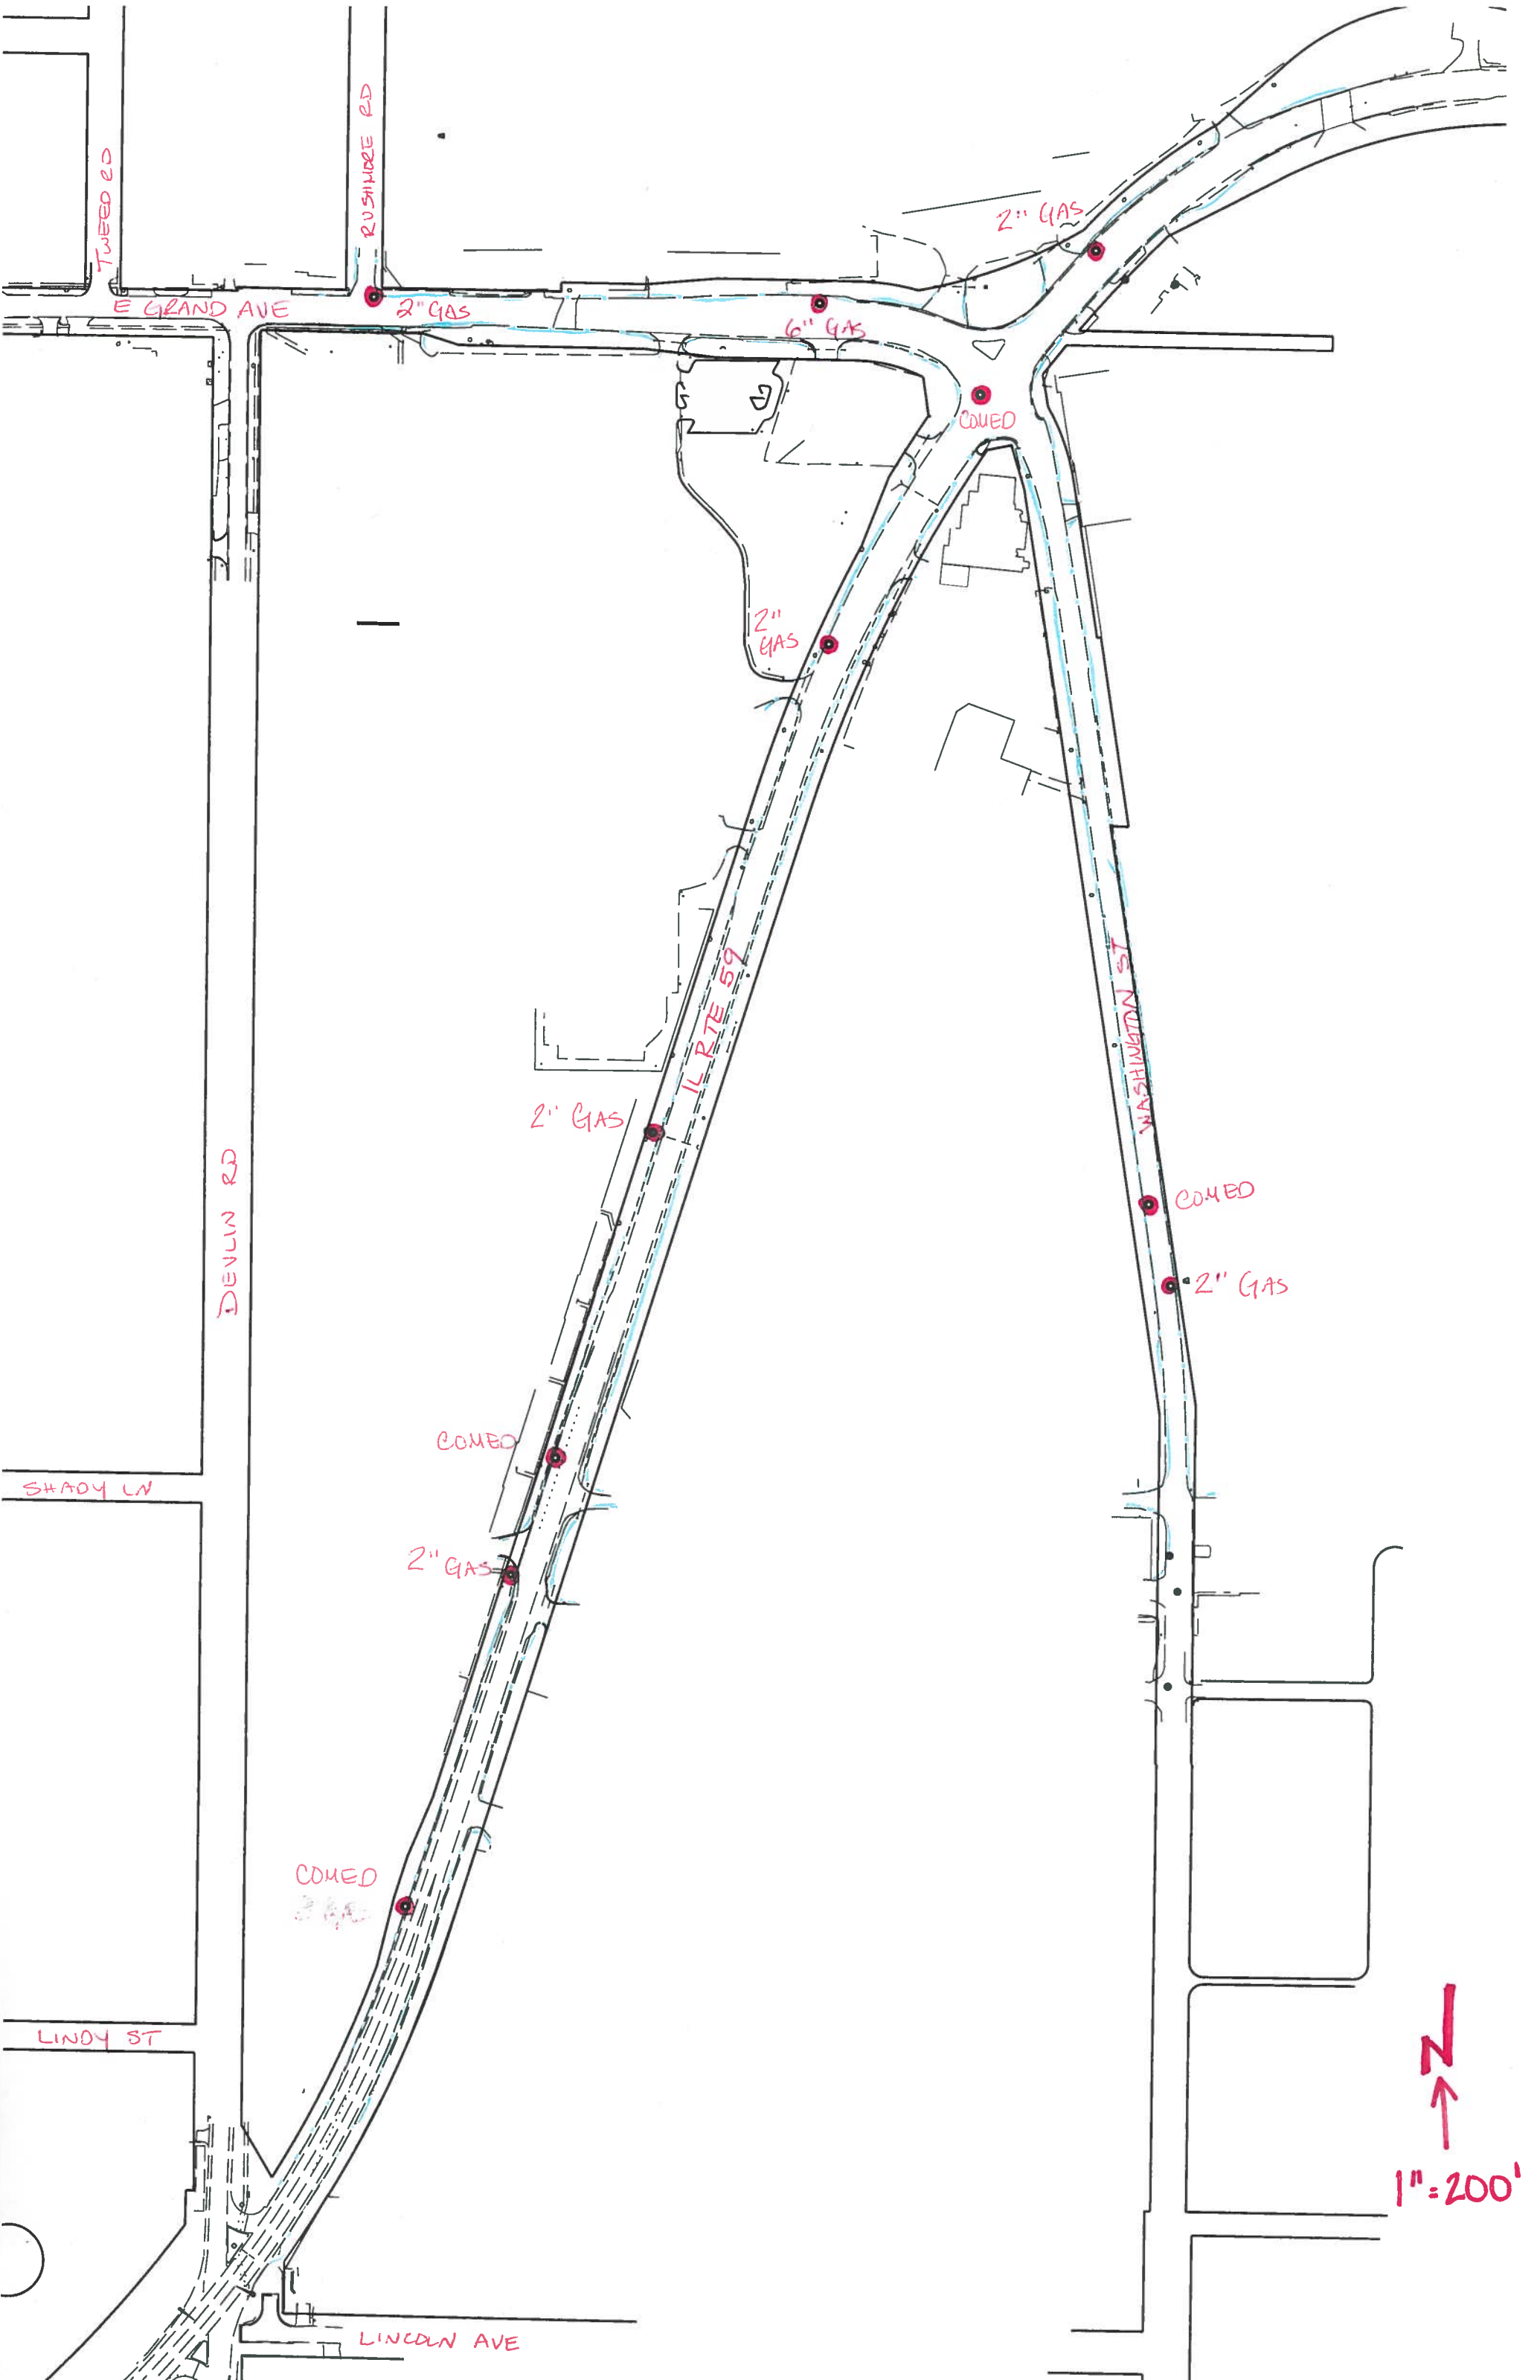 TWEED RD
RUSHMORE RD
2" GAS
E GRAND AVE
2" GAS
6" GAS
COMED
2"
GAS
IL RTE 59
WASHINGTON ST
2" GAS
DEVLIN RD
COMED
2" GAS
COMED
SHADY LN
2" GAS
COMED
LINDY ST
N
1"=200'
LINCOLN AVE